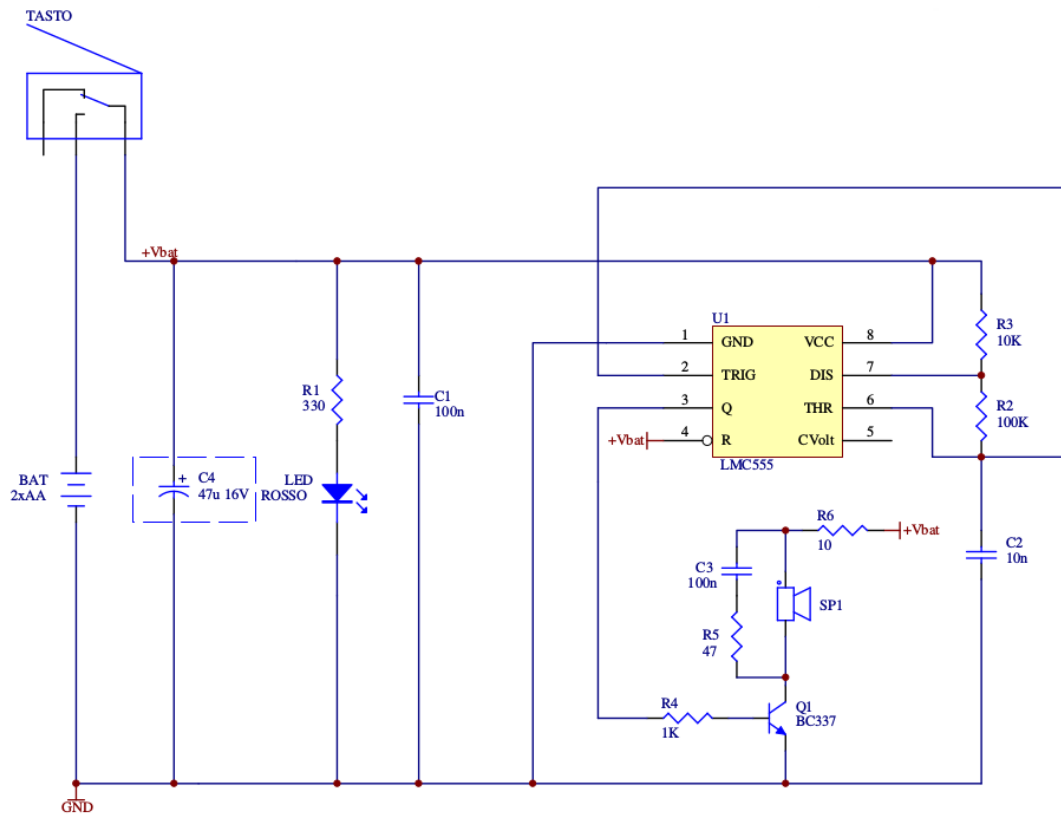 TASTO
+Vbat
U1
1
GND
VCC
8
R3
10K
2
TRIG
DIS
7
R1
330
C1
100n
3
Q
THR
6
R2
100K
+Vbat
4
R
CVolt
5
LMC555
BAT
2xAA
+
C4
47u 16V
LED
ROSSO
R6
10
+Vbat
C2
10n
C3
100n
SP1
R5
47
R4
1K
Q1
BC337
GND